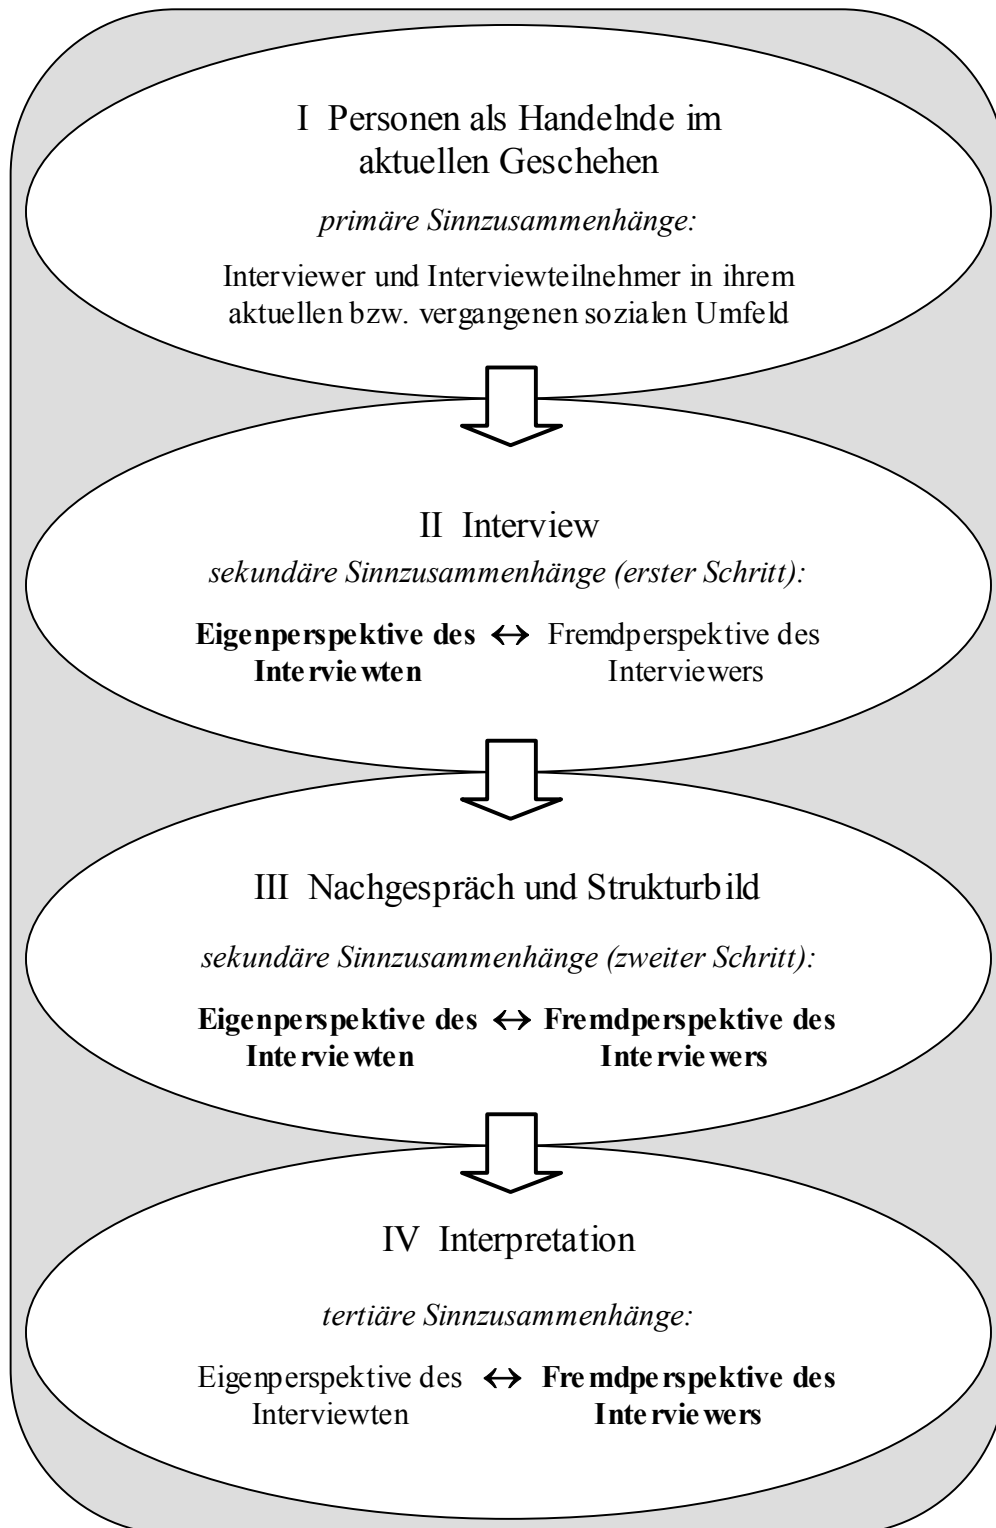 I Personen als Handelnde im
aktuellen Geschehen
primäre Sinnzusammenhänge:
Interviewer und Interviewteilnehmer in ihrem
aktuellen bzw. vergangenen sozialen Umfeld
II Interview
sekundäre Sinnzusammenhänge (erster Schritt):
Eigenperspektive des ↔ Fremdperspektive des
Interviewten Interviewers
III Nachgespräch und Strukturbild
sekundäre Sinnzusammenhänge (zweiter Schritt):
Eigenperspektive des ↔ Fremdperspektive des
Interviewten Interviewers
IV Interpretation
tertiäre Sinnzusammenhänge:
Eigenperspektive des ↔ Fremdperspektive des
Interviewten Interviewers